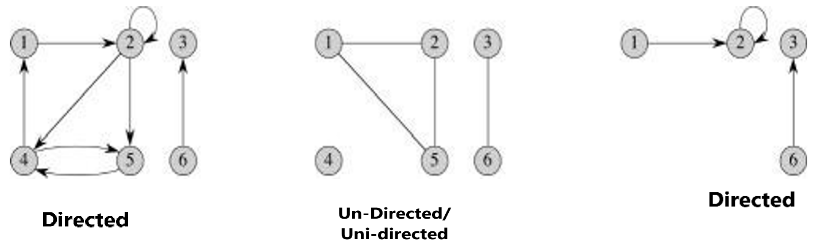 1 2 3
4 5 6
Directed
1 2 3
4 5 6
Un-Directed/
Uni-directed
1 2 3
6
Directed